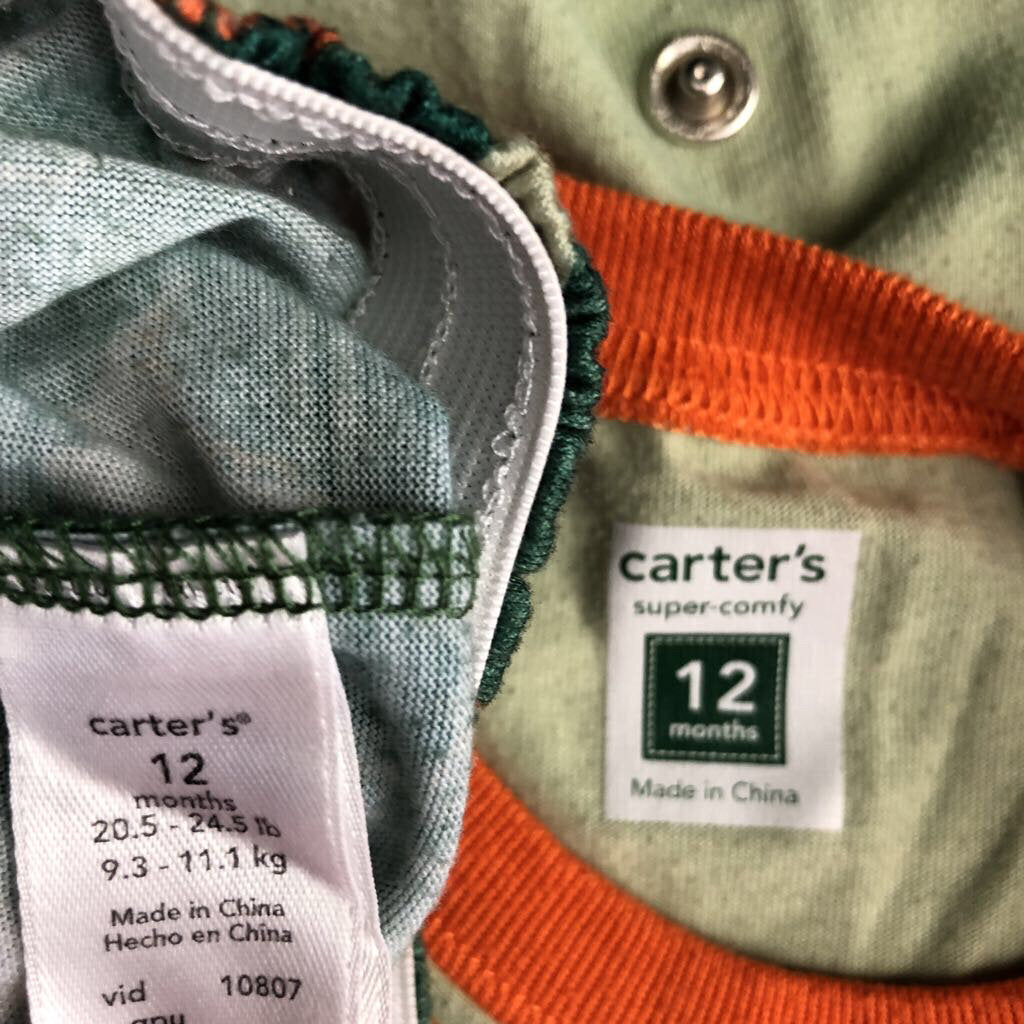 carter's®
12
months
20.5 - 24.5 lb
9.3 - 11.1 kg
Made in China
Hecho en China
vid 10807
carter's
super-comfy
12
months
Made in China